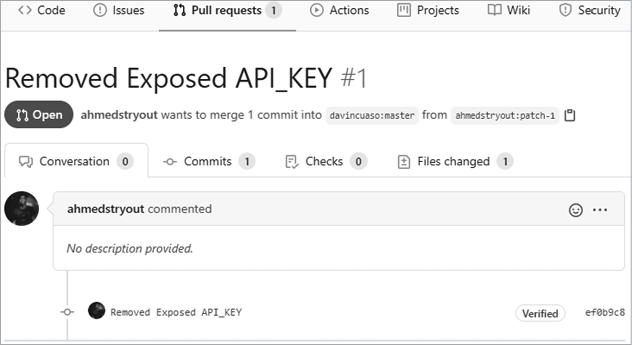 Code Issues Pull requests 1 Actions Projects Wiki Security
Removed Exposed API_KEY #1
Open ahmedstryout wants to merge 1 commit into davincuaso:master from ahmedstryout:patch-1
Conversation 0 Commits 1 Checks 0 Files changed 1
ahmedstryout commented
No description provided.
Removed Exposed API_KEY Verified ef0b9c8